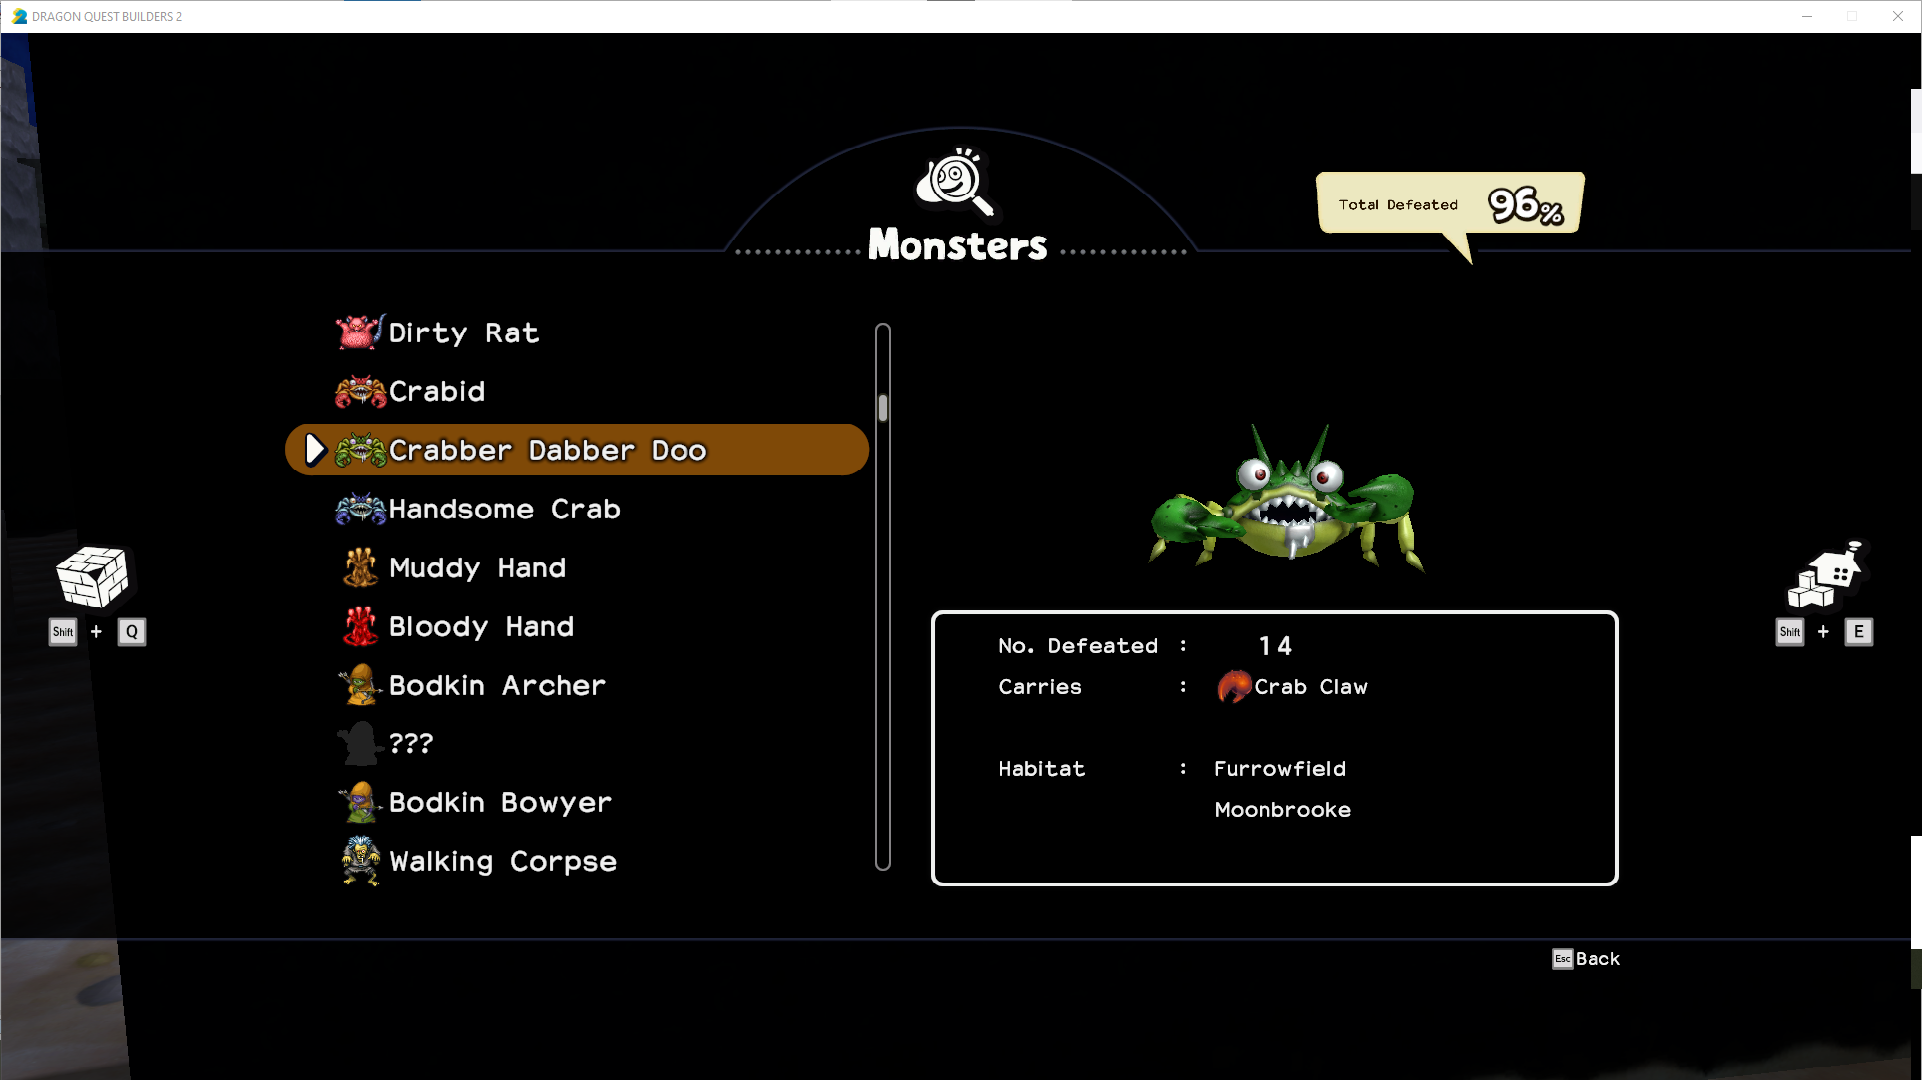 DRAGON QUEST BUILDERS 2
Monsters
Total Defeated 96%
Dirty Rat
Crabid
Crabber Dabber Doo
Handsome Crab
Muddy Hand
Bloody Hand
Bodkin Archer
???
Bodkin Bowyer
Walking Corpse
No. Defeated : 14
Carries : Crab Claw
Habitat : Furrowfield
Moonbrooke
Shift + Q
Shift + E
Esc Back